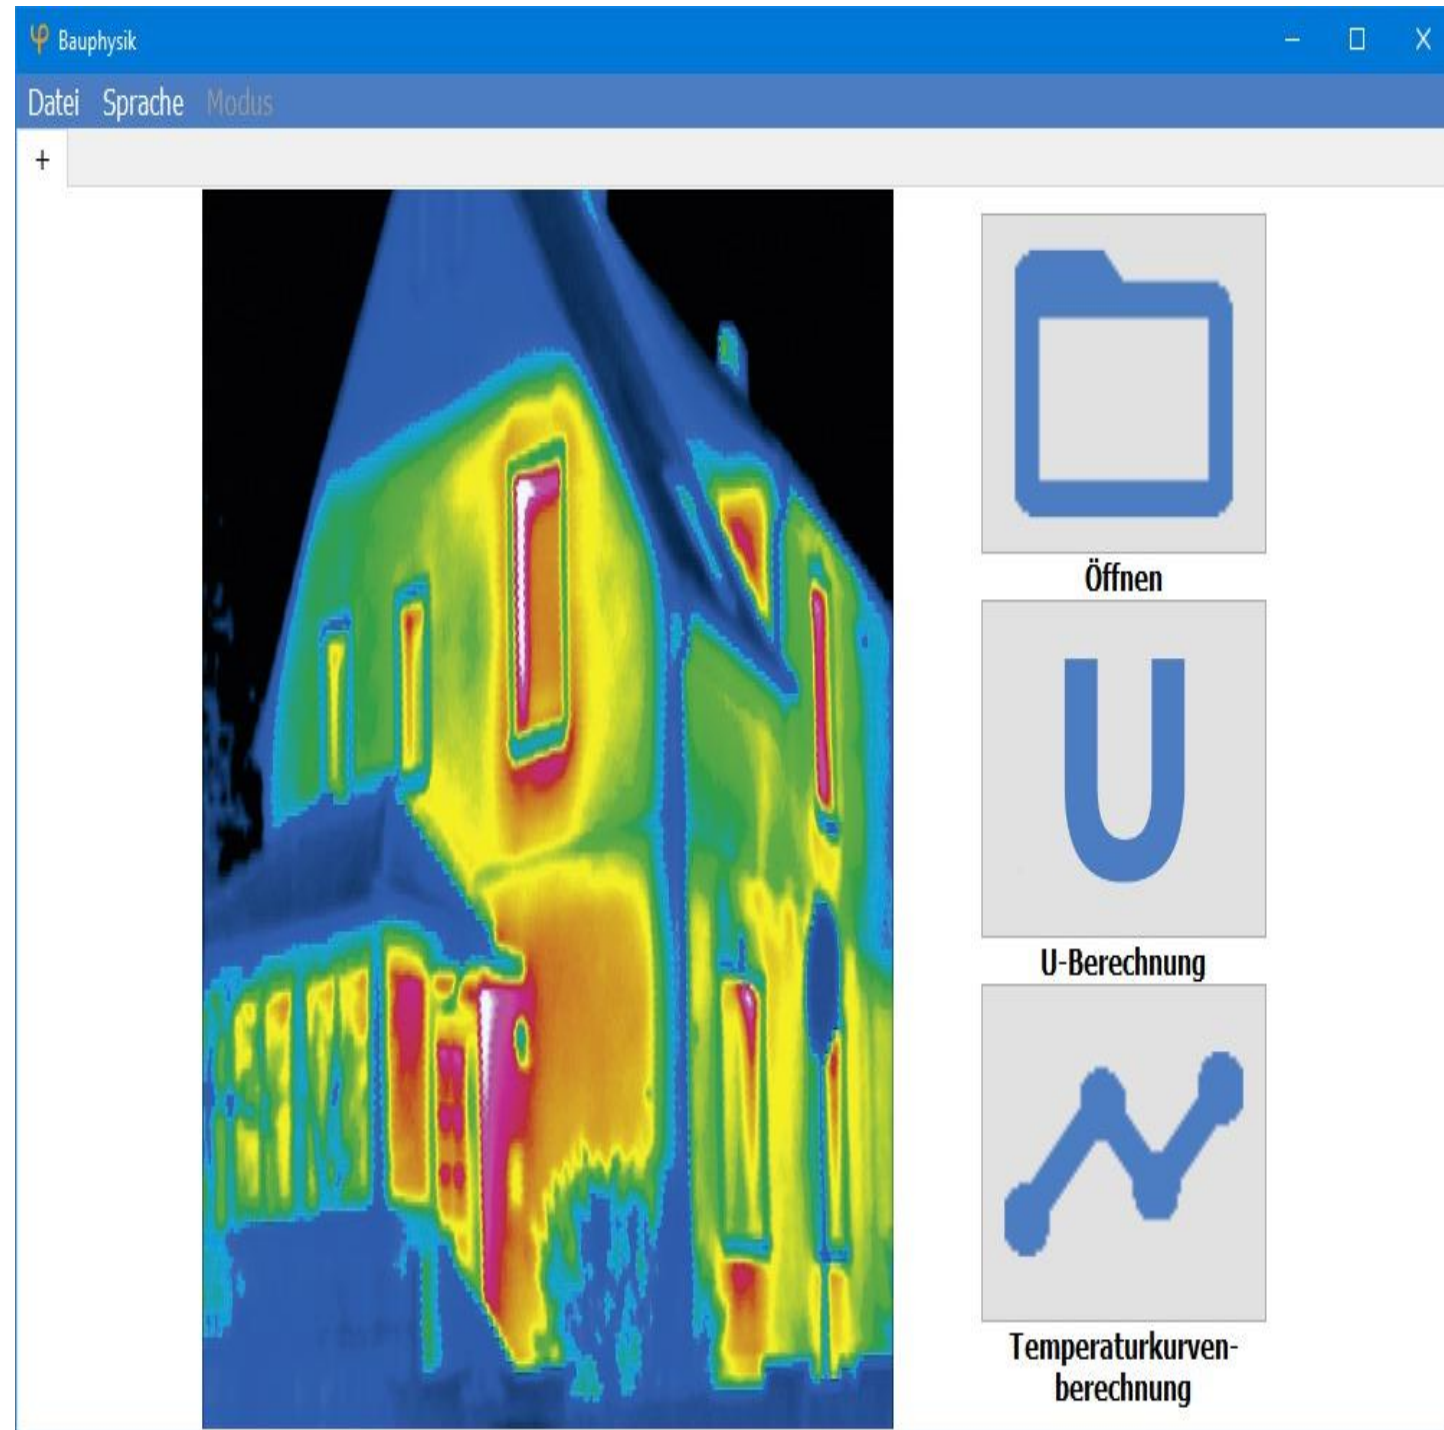 φ Bauphysik
Datei Sprache Modus
+
Öffnen
U
U-Berechnung
Temperaturkurven-
berechnung